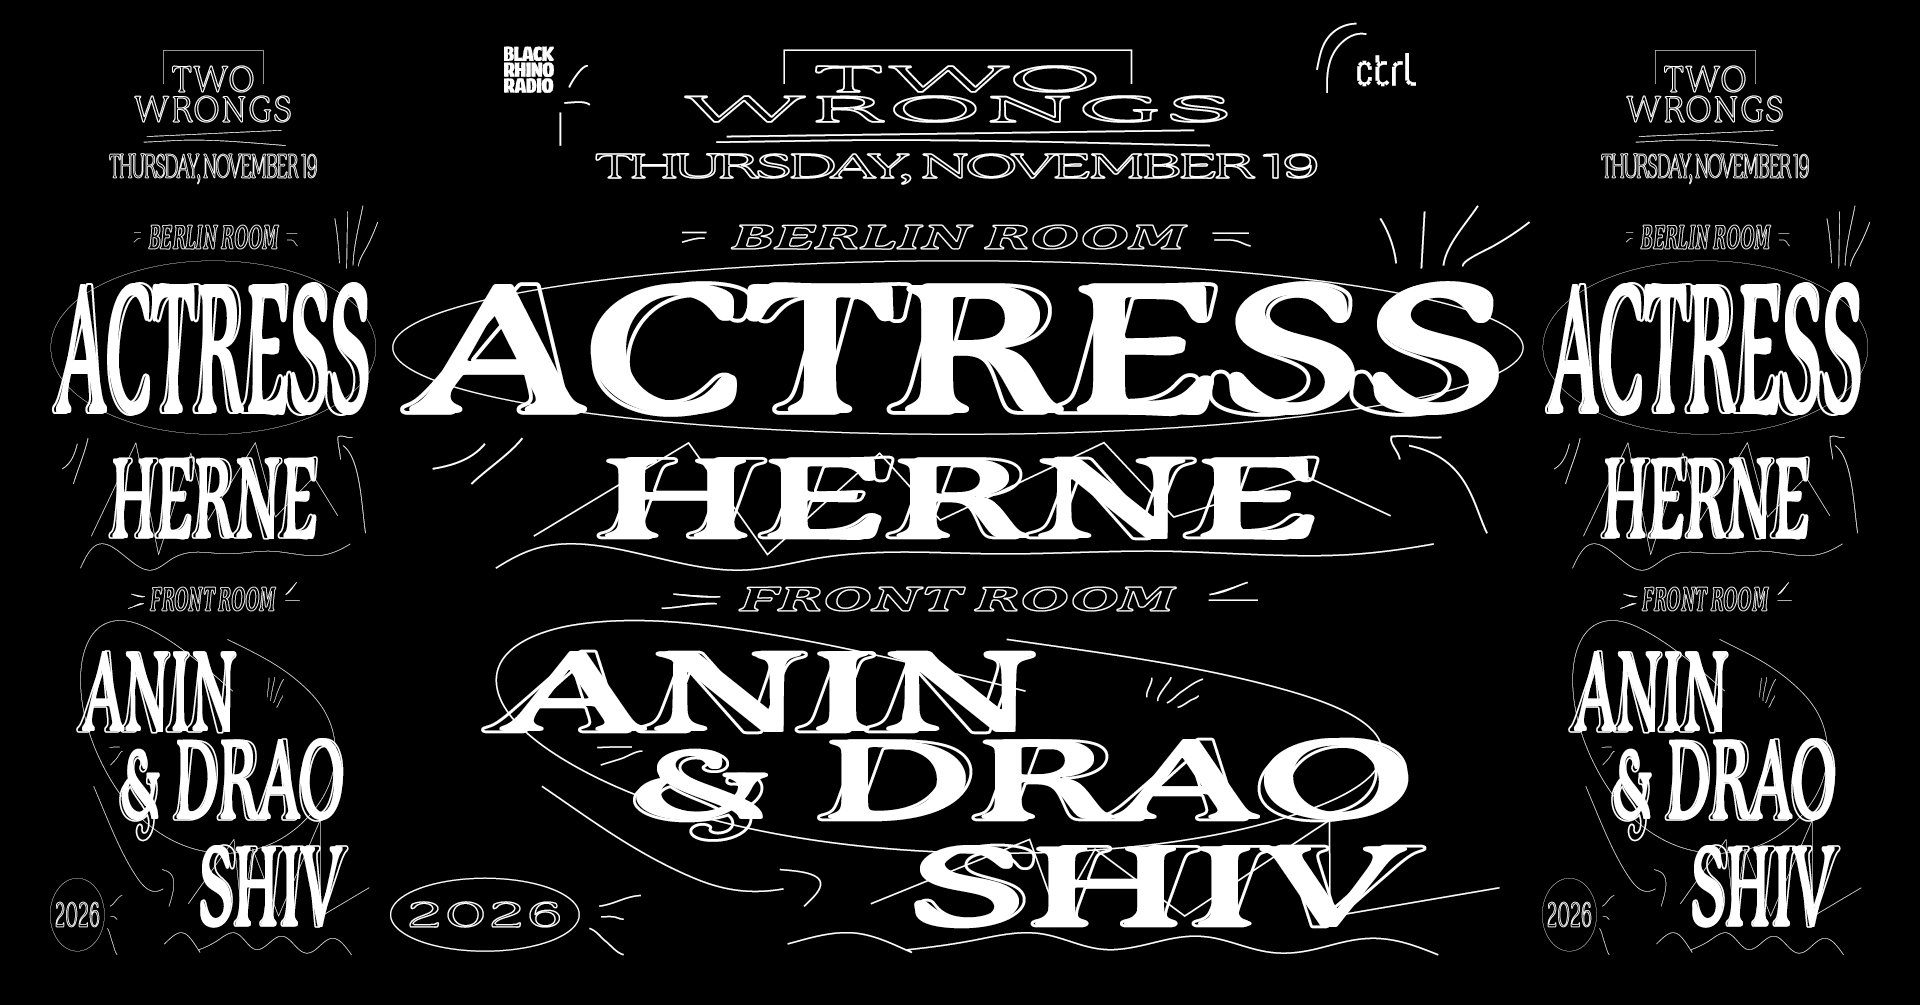 TWO
WRONGS
THURSDAY, NOVEMBER 19
BERLIN ROOM
ACTRESS
HERNE
FRONT ROOM
ANIN
& DRAO
SHIV
2026
BLACK
RHINO
RADIO
TWO
WRONGS
THURSDAY, NOVEMBER 19
ctrl
BERLIN ROOM
ACTRESS
HERNE
FRONT ROOM
ANIN
& DRAO
SHIV
2026
TWO
WRONGS
THURSDAY, NOVEMBER 19
BERLIN ROOM
ACTRESS
HERNE
FRONT ROOM
ANIN
& DRAO
SHIV
2026